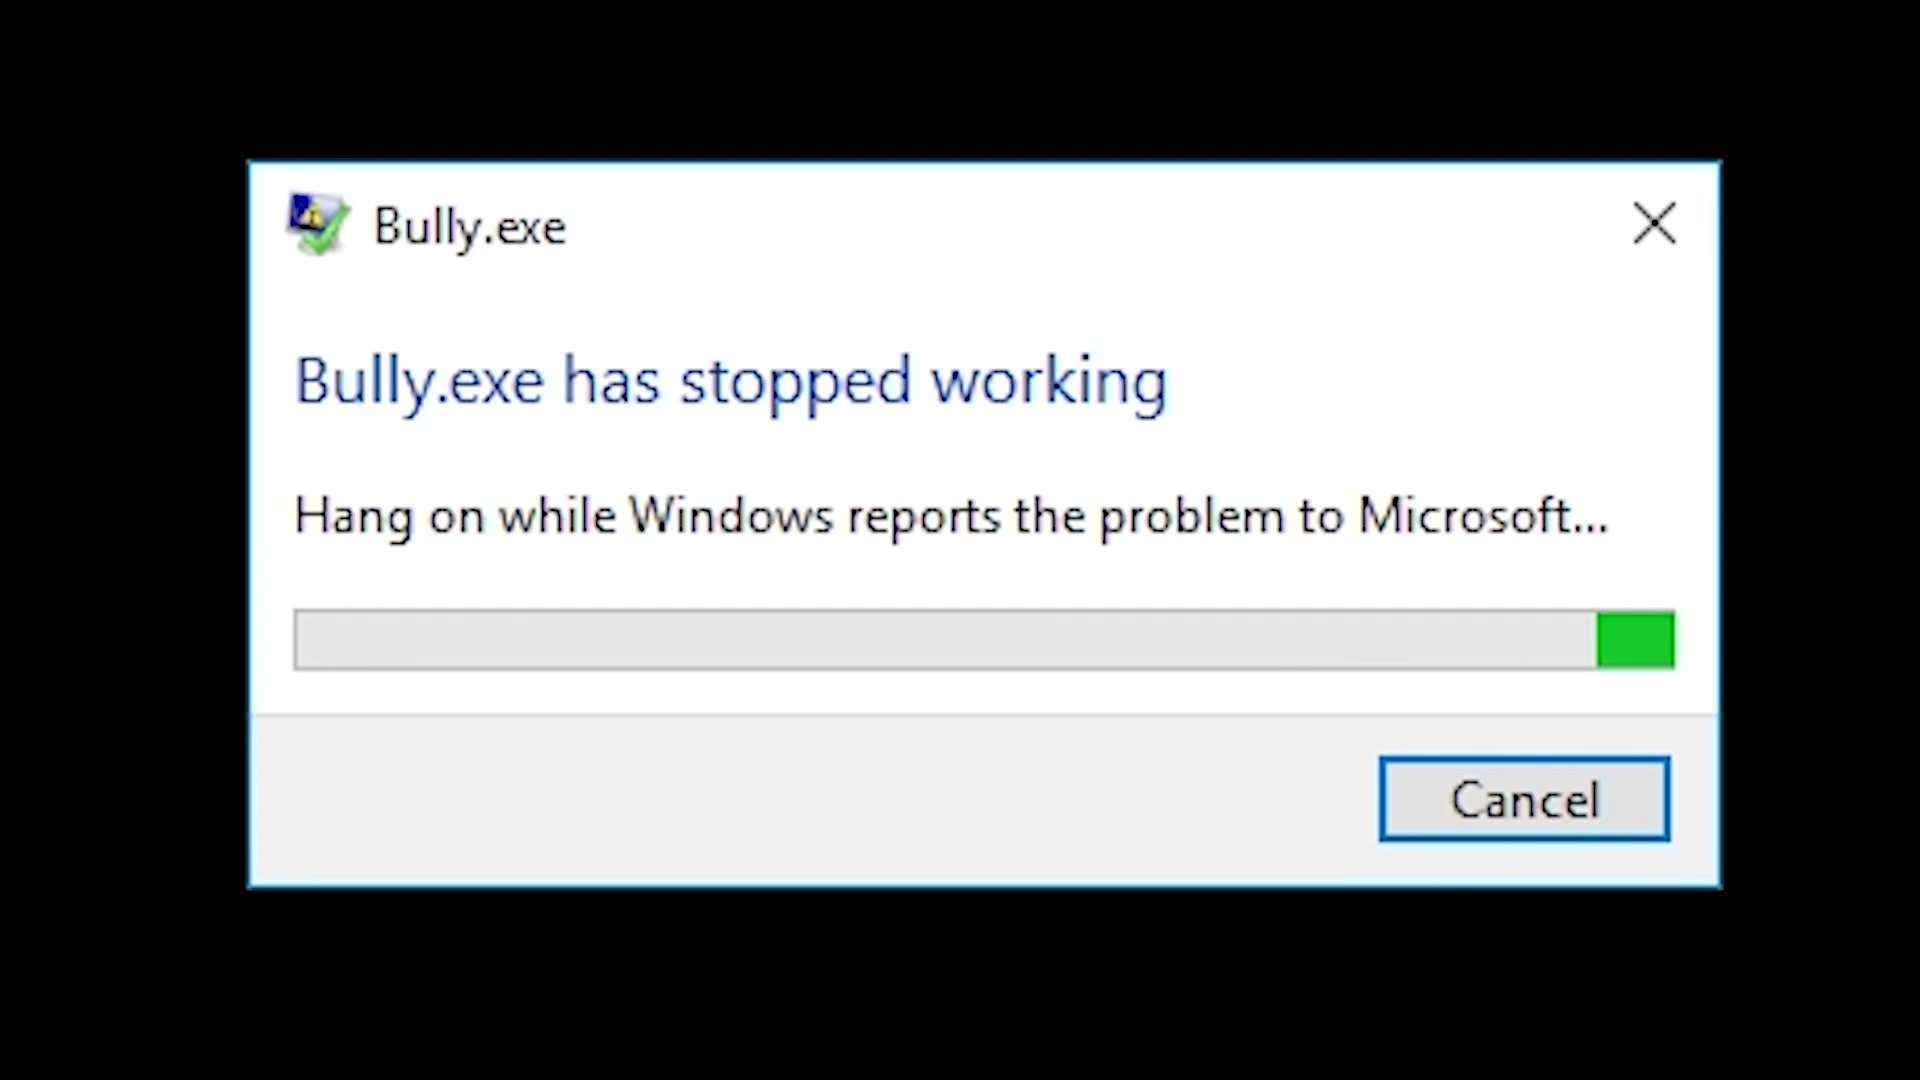 Bully.exe
Bully.exe has stopped working
Hang on while Windows reports the problem to Microsoft...
Cancel